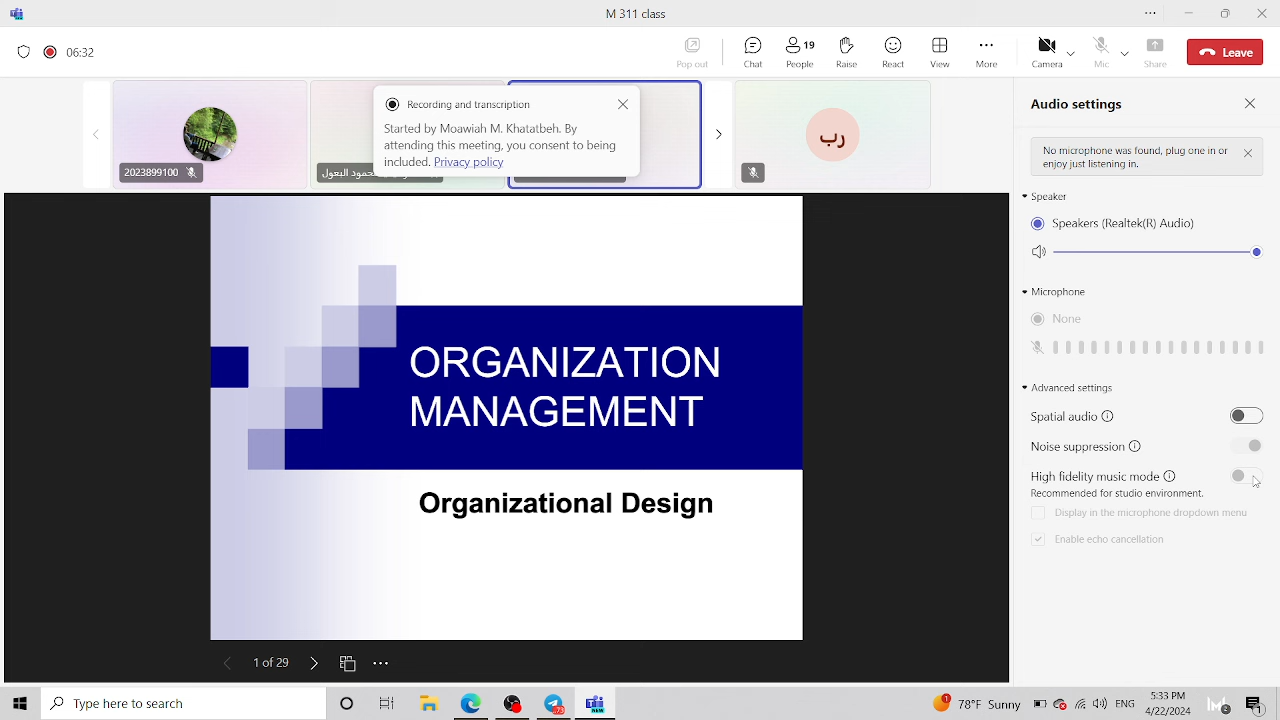 M 311 class
06:32
Pop out
Chat
19
People
Raise
React
View
More
Camera
Mic
Share
Leave
Recording and transcription
Started by Moawiah M. Khatatbeh. By
attending this meeting, you consent to being
included. Privacy policy
2023899100
محمود البعول
رب
Audio settings
No microphone was found, plug one in or
enjoy just listening in.
Speaker
Speakers (Realtek(R) Audio)
Microphone
None
Advanced settings
Spatial audio
Noise suppression
High fidelity music mode
Recommended for studio environment.
Display in the microphone dropdown menu
Enable echo cancellation
ORGANIZATION
MANAGEMENT
Organizational Design
1 of 29
Type here to search
73
NEW
1
78°F Sunny
ENG
5:33 PM
4/22/2024